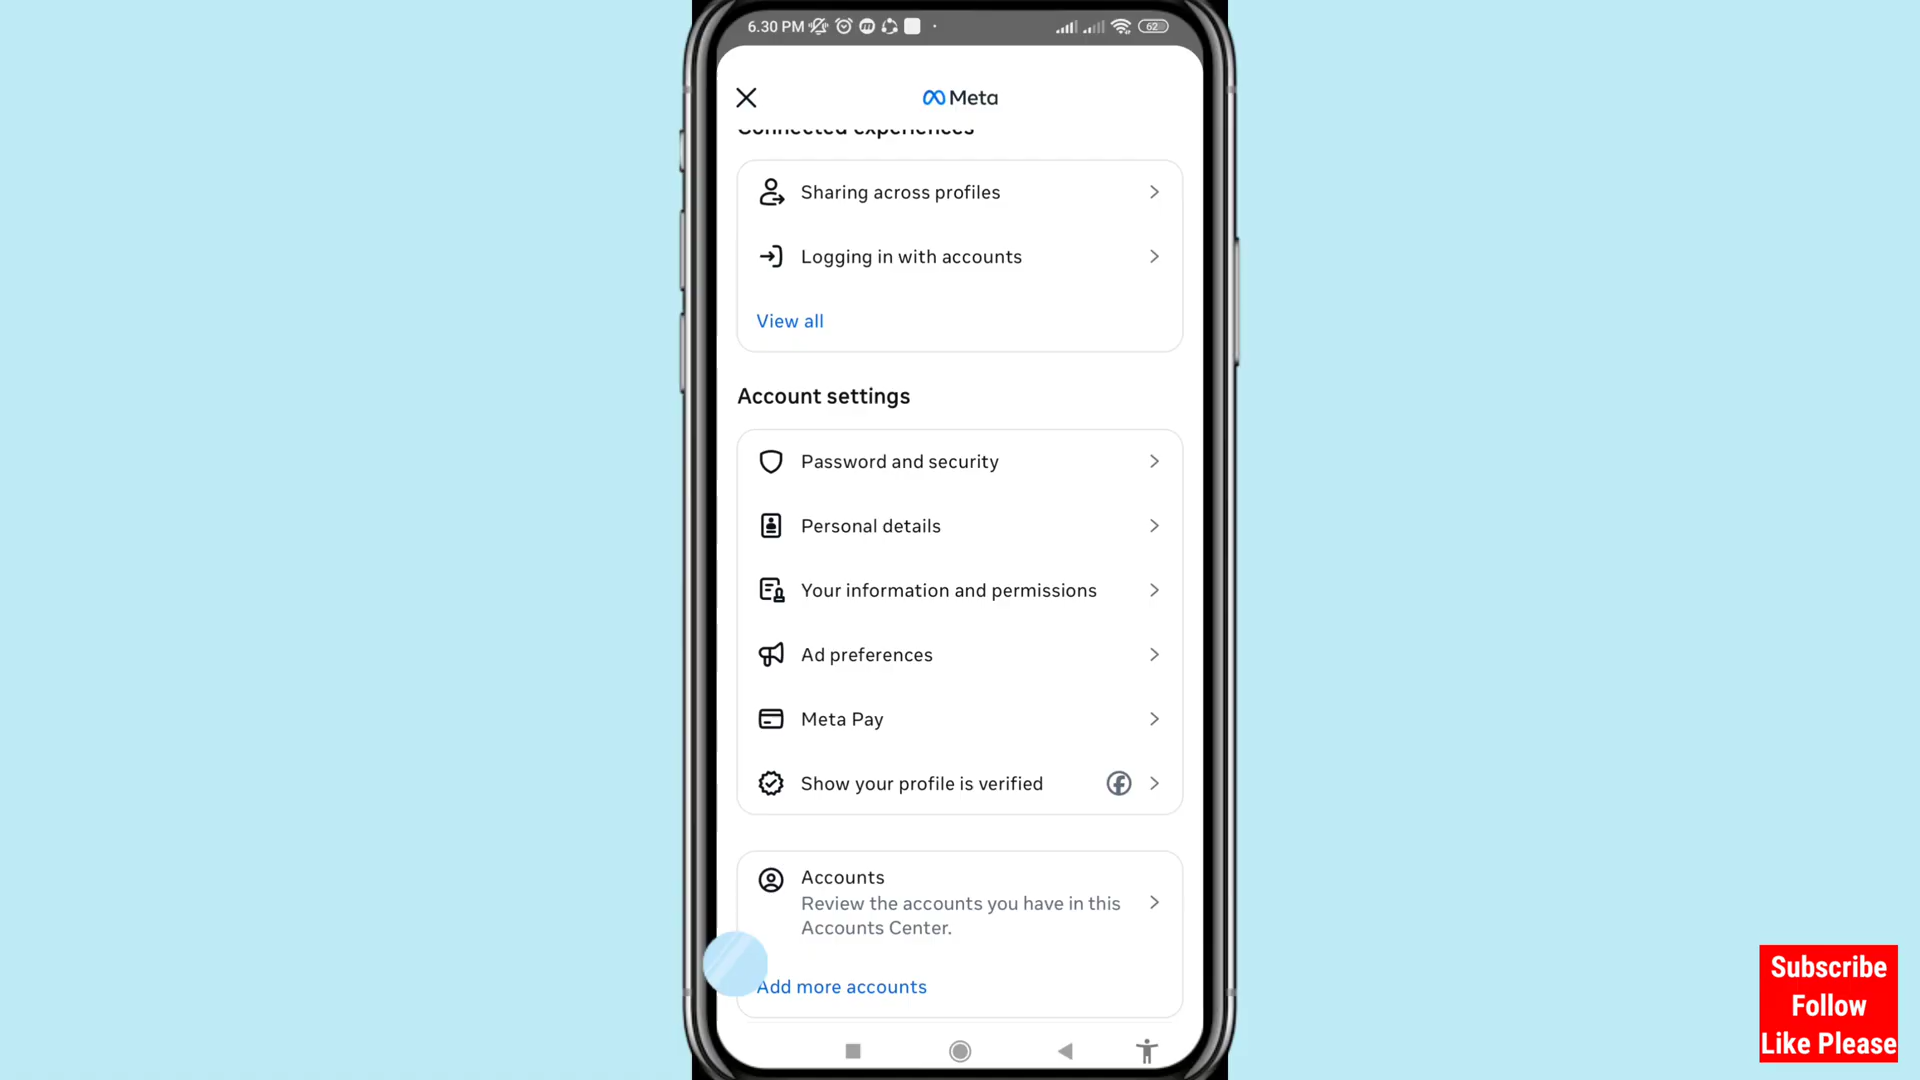 6.30 PM
62
Meta
Connected experiences
Sharing across profiles
Logging in with accounts
View all
Account settings
Password and security
Personal details
Your information and permissions
Ad preferences
Meta Pay
Show your profile is verified
Accounts
Review the accounts you have in this
Accounts Center.
Add more accounts
Subscribe
Follow
Like Please